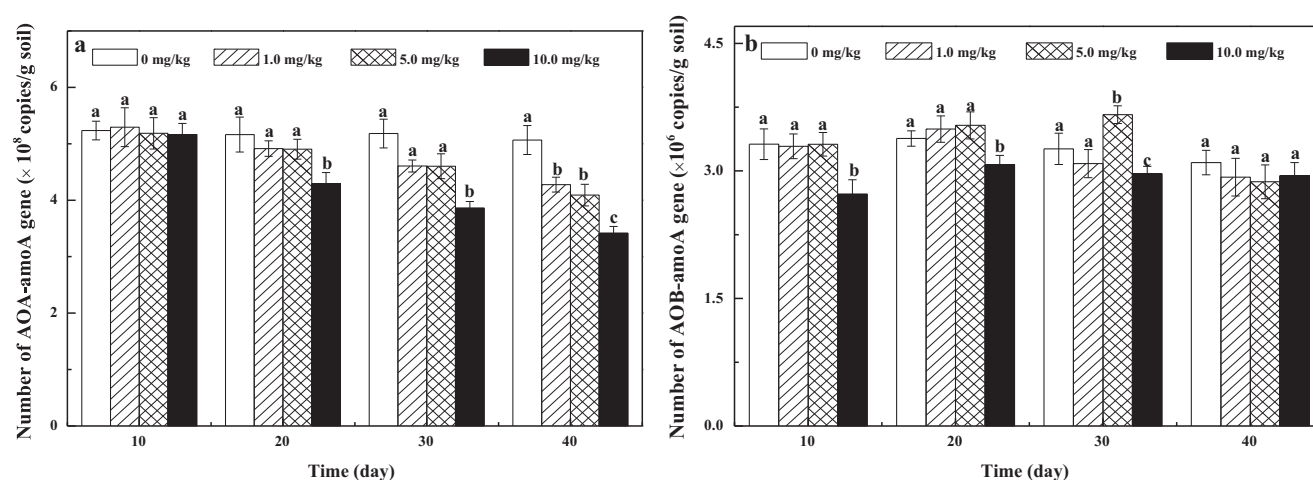 a
0 mg/kg 1.0 mg/kg 5.0 mg/kg 10.0 mg/kg
Number of AOA-amoA gene (× 10⁸ copies/g soil)
6
4
2
0
a a a a
a a a b
a a a b
a b b c
10 20 30 40
Time (day)
b
0 mg/kg 1.0 mg/kg 5.0 mg/kg 10.0 mg/kg
Number of AOB-amoA gene (×10⁶ copies/g soil)
4.5
3.0
1.5
0.0
a a a b
a a a b
a a b c
a a a a
10 20 30 40
Time (day)